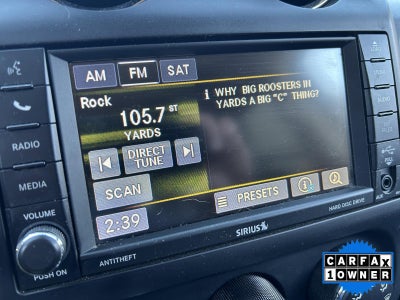 AM FM SAT
Rock
105.7 ST
YARDS
i WHY BIG ROOSTERS IN
YARDS A BIG "C" THING?
DIRECT
TUNE
SCAN
PRESETS
2:39
RADIO
MEDIA
VOLUME
PUSH ON
ANTITHEFT
SIRIUS
HARD DISC DRIVE
CARFAX
1 OWNER